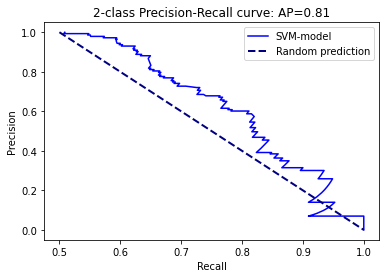 2-class Precision-Recall curve: AP=0.81
SVM-model
Random prediction
Precision
1.0
0.8
0.6
0.4
0.2
0.0
0.5 0.6 0.7 0.8 0.9 1.0
Recall